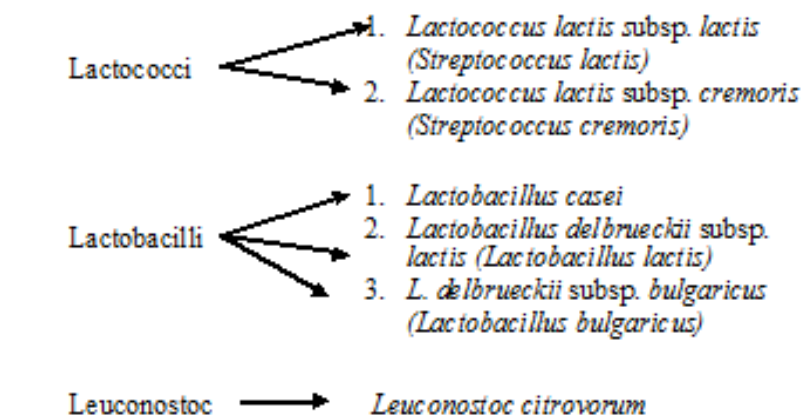 1. Lactococcus lactis subsp. lactis
Lactococci
(Streptococcus lactis)
2. Lactococcus lactis subsp. cremoris
(Streptococcus cremoris)
1. Lactobacillus casei
Lactobacilli
2. Lactobacillus delbrueckii subsp.
lactis (Lactobacillus lactis)
3. L. delbrueckii subsp. bulgaricus
(Lactobacillus bulgaricus)
Leuconostoc Leuconostoc citrovorum